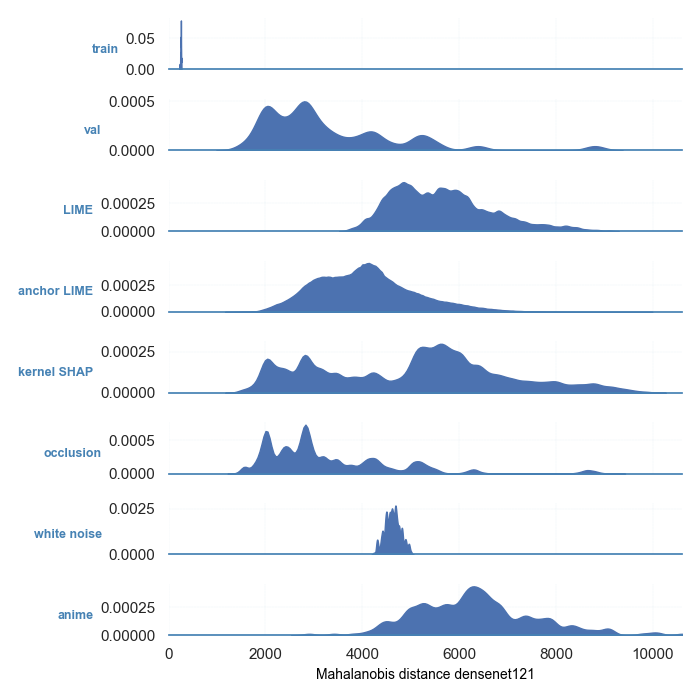 train
0.05
0.00
val
0.0005
0.0000
LIME
0.00025
0.00000
anchor LIME
0.00025
0.00000
kernel SHAP
0.00025
0.00000
occlusion
0.0005
0.0000
white noise
0.0025
0.0000
anime
0.00025
0.00000
0 2000 4000 6000 8000 10000
Mahalanobis distance densenet121